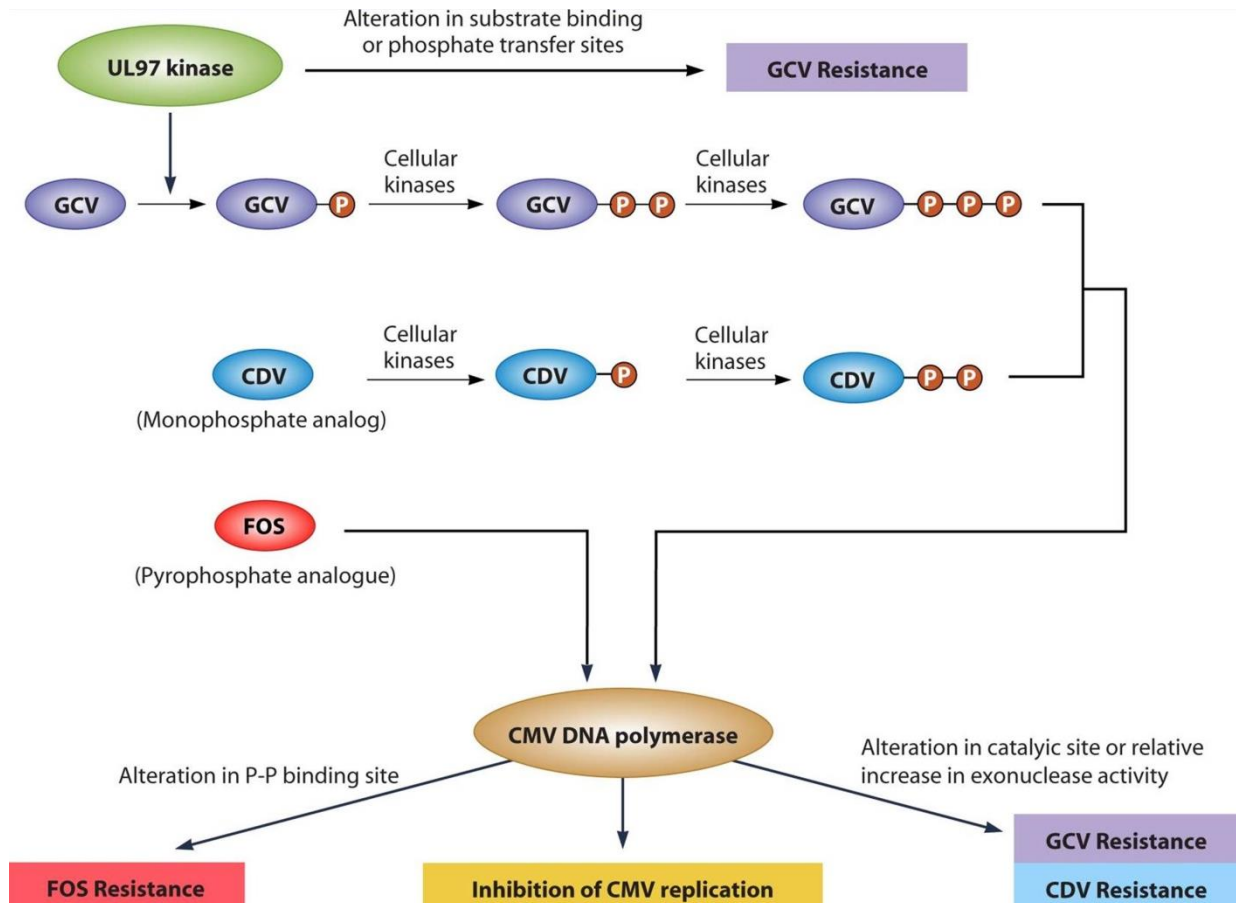 Alteration in substrate binding
or phosphate transfer sites
UL97 kinase
GCV Resistance
Cellular
kinases
Cellular
kinases
GCV
GCV P
GCV P P
GCV P P P
Cellular
kinases
Cellular
kinases
CDV
CDV P
CDV P P
(Monophosphate analog)
FOS
(Pyrophosphate analogue)
CMV DNA polymerase
Alteration in P-P binding site
Alteration in catalyic site or relative
increase in exonuclease activity
FOS Resistance
Inhibition of CMV replication
GCV Resistance
CDV Resistance